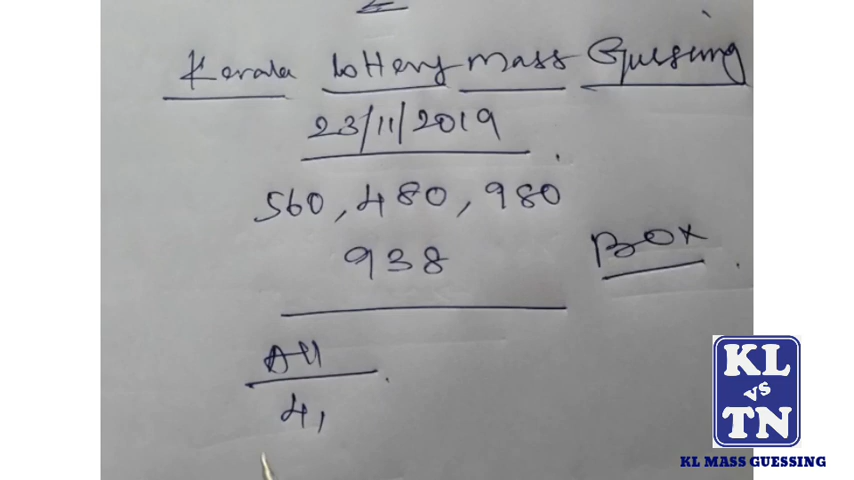 Kerala Lottery Mass Guessing
23/11/2019
560, 480, 980
938
BOX
All
4,
KL
vs
TN
KL MASS GUESSING